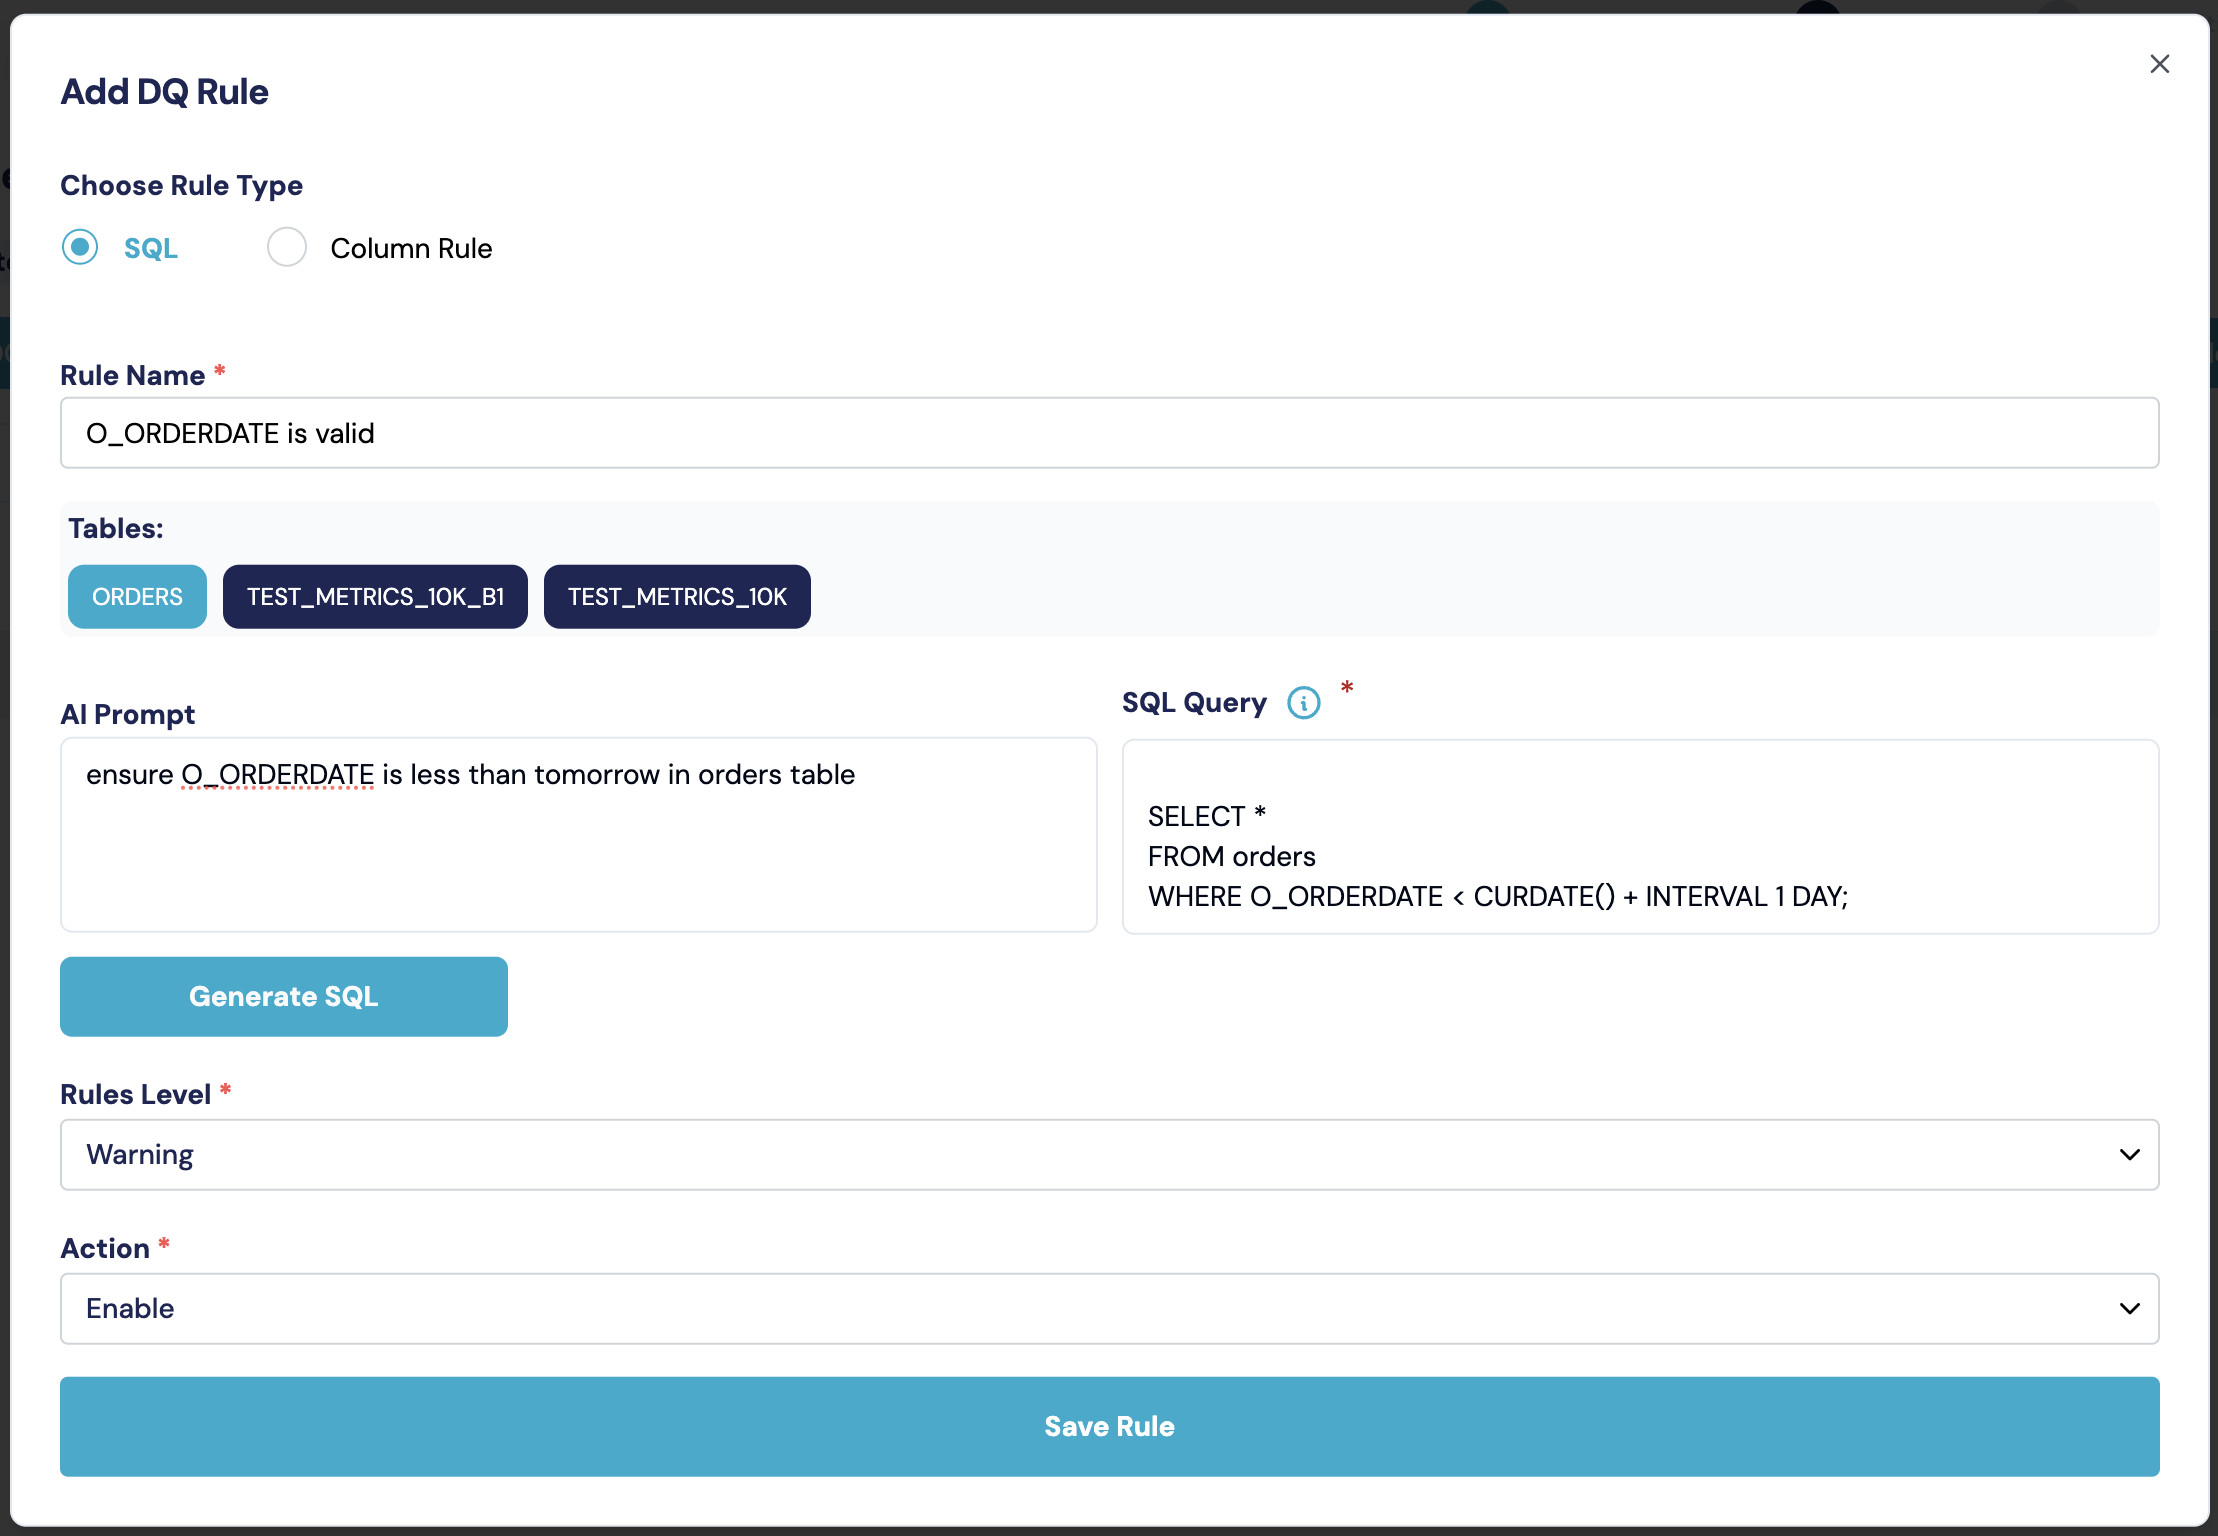 Add DQ Rule
Choose Rule Type
SQL
Column Rule
Rule Name *
O_ORDERDATE is valid
Tables:
ORDERS
TEST_METRICS_10K_B1
TEST_METRICS_10K
AI Prompt
ensure O_ORDERDATE is less than tomorrow in orders table
SQL Query *
SELECT *
FROM orders
WHERE O_ORDERDATE < CURDATE() + INTERVAL 1 DAY;
Generate SQL
Rules Level *
Warning
Action *
Enable
Save Rule